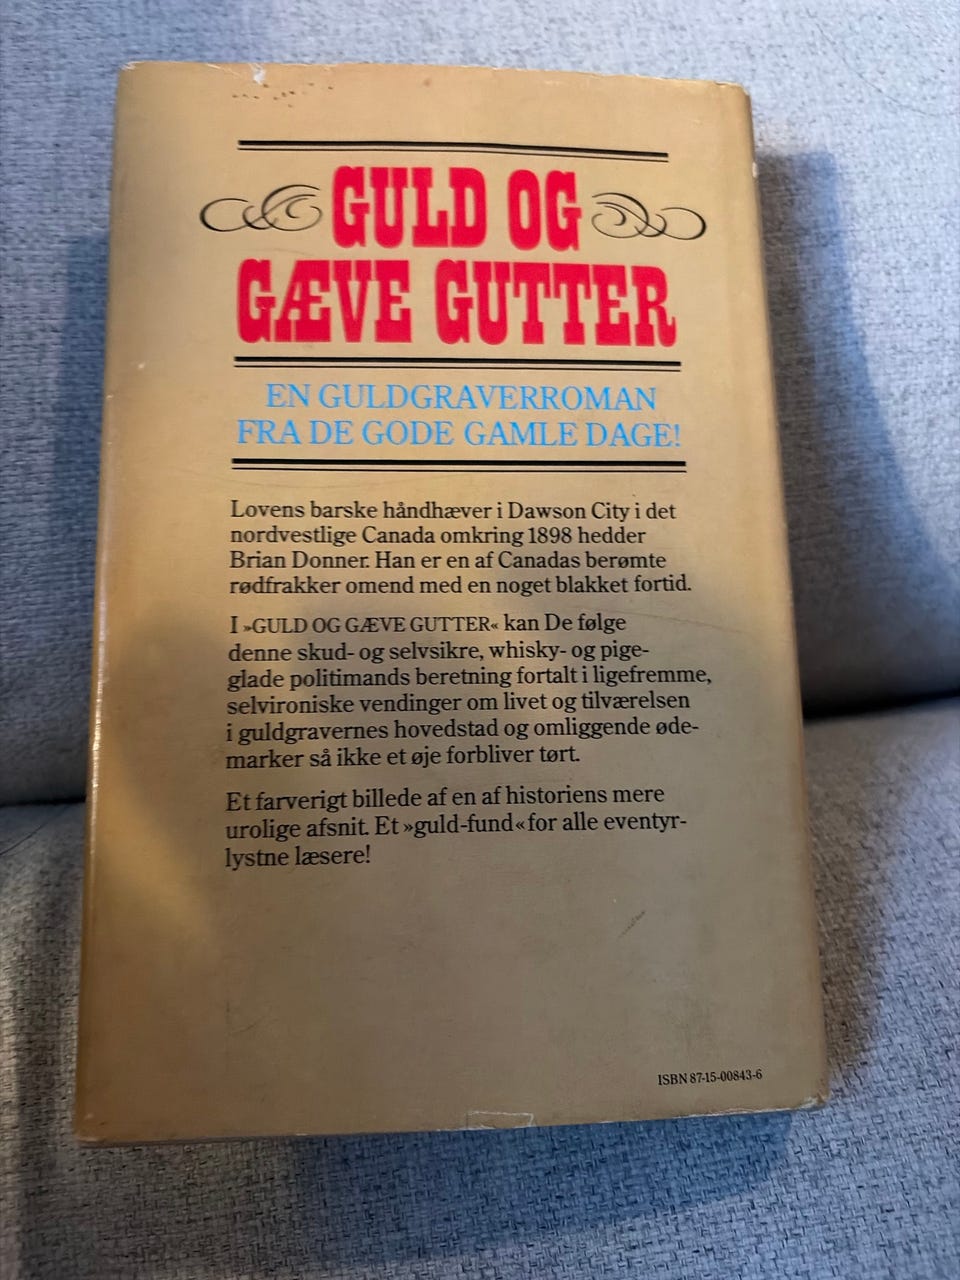 GULD OG
GÆVE GUTTER
EN GULDGRAVERROMAN
FRA DE GODE GAMLE DAGE!
Lovens barske håndhæver i Dawson City i det
nordvestlige Canada omkring 1898 hedder
Brian Donner. Han er en af Canadas berømte
rødfrakker omend med en noget blakket fortid.
I »GULD OG GÆVE GUTTER« kan De følge
denne skud- og selvsikre, whisky- og pige-
glade politimands beretning fortalt i ligefremme,
selvironiske vendinger om livet og tilværelsen
i guldgravernes hovedstad og omliggende øde-
marker så ikke et øje forbliver tørt.
Et farverigt billede af en af historiens mere
urolige afsnit. Et »guld-fund« for alle eventyr-
lystne læsere!
ISBN 87-15-00843-6